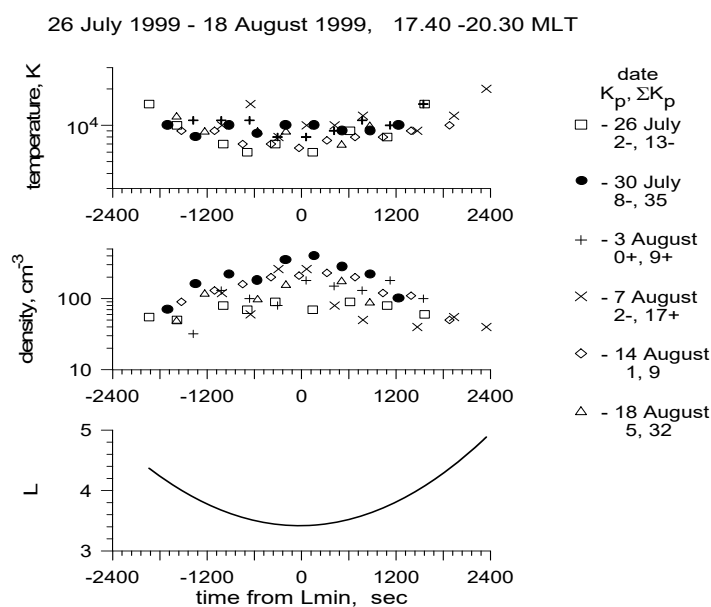 26 July 1999 - 18 August 1999, 17.40 -20.30 MLT
temperature, K
10⁴
-2400 -1200 0 1200 2400
density, cm⁻³
100
10
-2400 -1200 0 1200 2400
L
5
4
3
-2400 -1200 0 1200 2400
time from Lmin, sec
date
Kₚ, ΣKₚ
- 26 July
2-, 13-
- 30 July
8-, 35
- 3 August
0+, 9+
- 7 August
2-, 17+
- 14 August
1, 9
- 18 August
5, 32